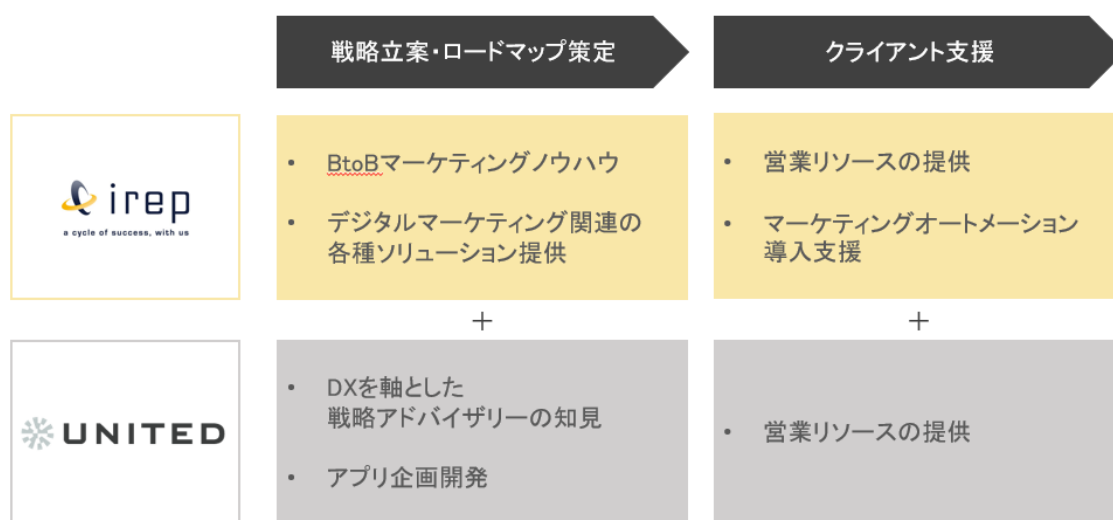 戦略立案・ロードマップ策定
クライアント支援
irep
a cycle of success, with us
• BtoBマーケティングノウハウ
• デジタルマーケティング関連の
各種ソリューション提供
• 営業リソースの提供
• マーケティングオートメーション
導入支援
+
+
UNITED
• DXを軸とした
戦略アドバイザリーの知見
• アプリ企画開発
• 営業リソースの提供